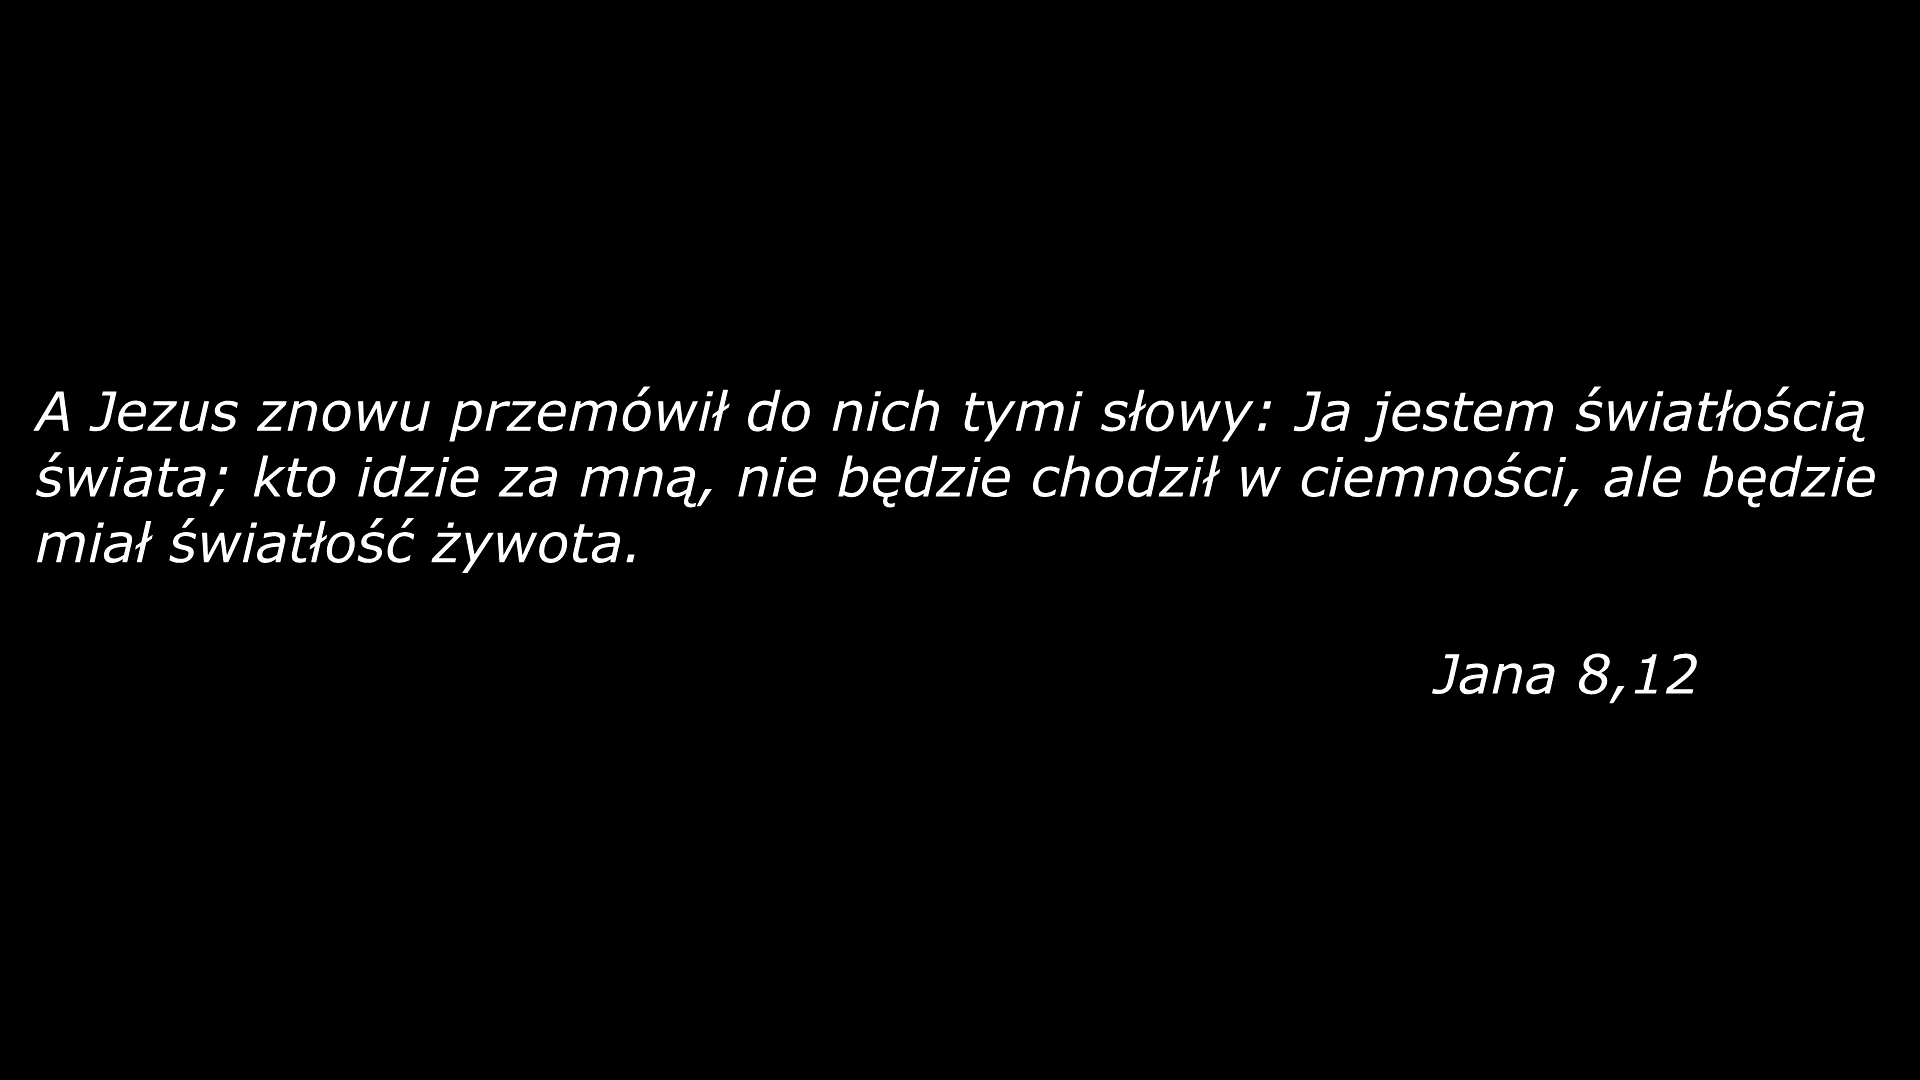 A Jezus znowu przemówił do nich tymi słowy: Ja jestem światłością
świata; kto idzie za mną, nie będzie chodził w ciemności, ale będzie
miał światłość żywota.
Jana 8,12